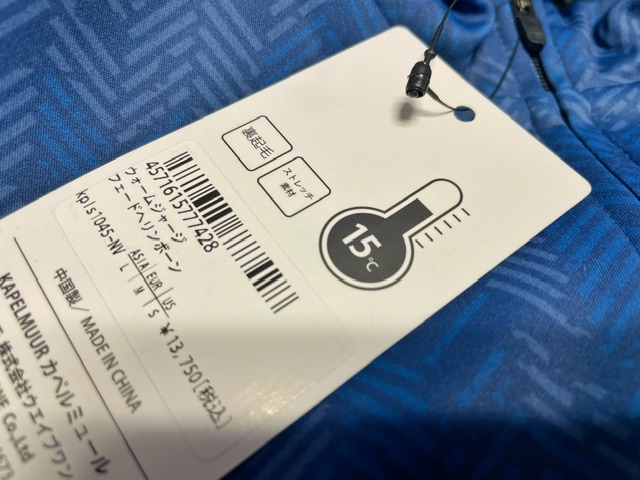 裏起毛
ストレッチ
素材
15℃
4571615777428
ウォームジャージ
フェードヘリンボーン
kpls1045-NV
ASIA EUR US
L M S
¥13,750[税込]
中国製/MADE IN CHINA
KAPELMUUR カペルミュール
株式会社ウエイブワン
NE Co.,Ltd